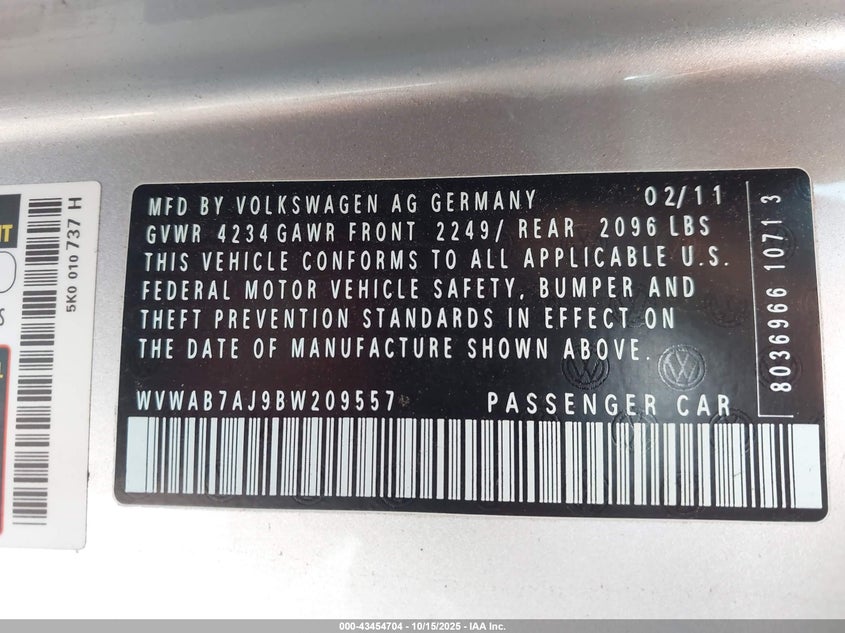 MFD BY VOLKSWAGEN AG GERMANY 02/11
GVWR 4234 GAWR FRONT 2249/ REAR 2096 LBS
THIS VEHICLE CONFORMS TO ALL APPLICABLE U.S.
FEDERAL MOTOR VEHICLE SAFETY, BUMPER AND
THEFT PREVENTION STANDARDS IN EFFECT ON
THE DATE OF MANUFACTURE SHOWN ABOVE.
WVWAB7AJ9BW209557 PASSENGER CAR
8036966 1071 3
5K0 010 737 H
000-43454704 | 10/15/2025 - IAA Inc.